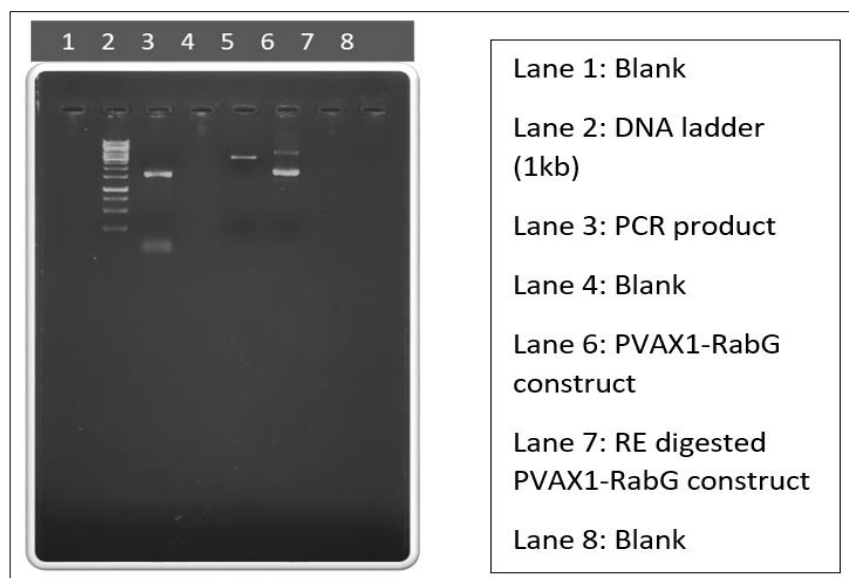 1 2 3 4 5 6 7 8
Lane 1: Blank
Lane 2: DNA ladder
(1kb)
Lane 3: PCR product
Lane 4: Blank
Lane 6: PVAX1-RabG
construct
Lane 7: RE digested
PVAX1-RabG construct
Lane 8: Blank